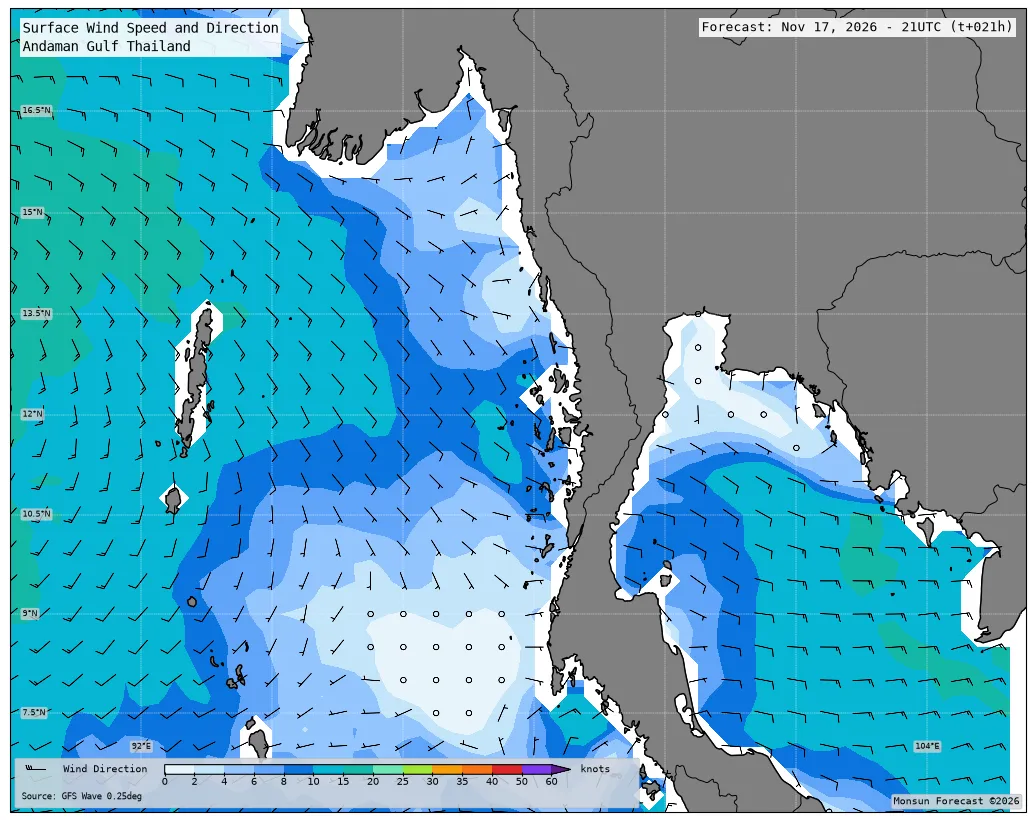 Surface Wind Speed and Direction
Andaman Gulf Thailand
Forecast: Nov 17, 2026 - 21UTC (t+021h)
16.5°N
15°N
13.5°N
12°N
10.5°N
9°N
7.5°N
92°E
104°E
Wind Direction
0 2 4 6 8 10 15 20 25 30 35 40 50 60
knots
Source: GFS Wave 0.25deg
Monsun Forecast ©2026